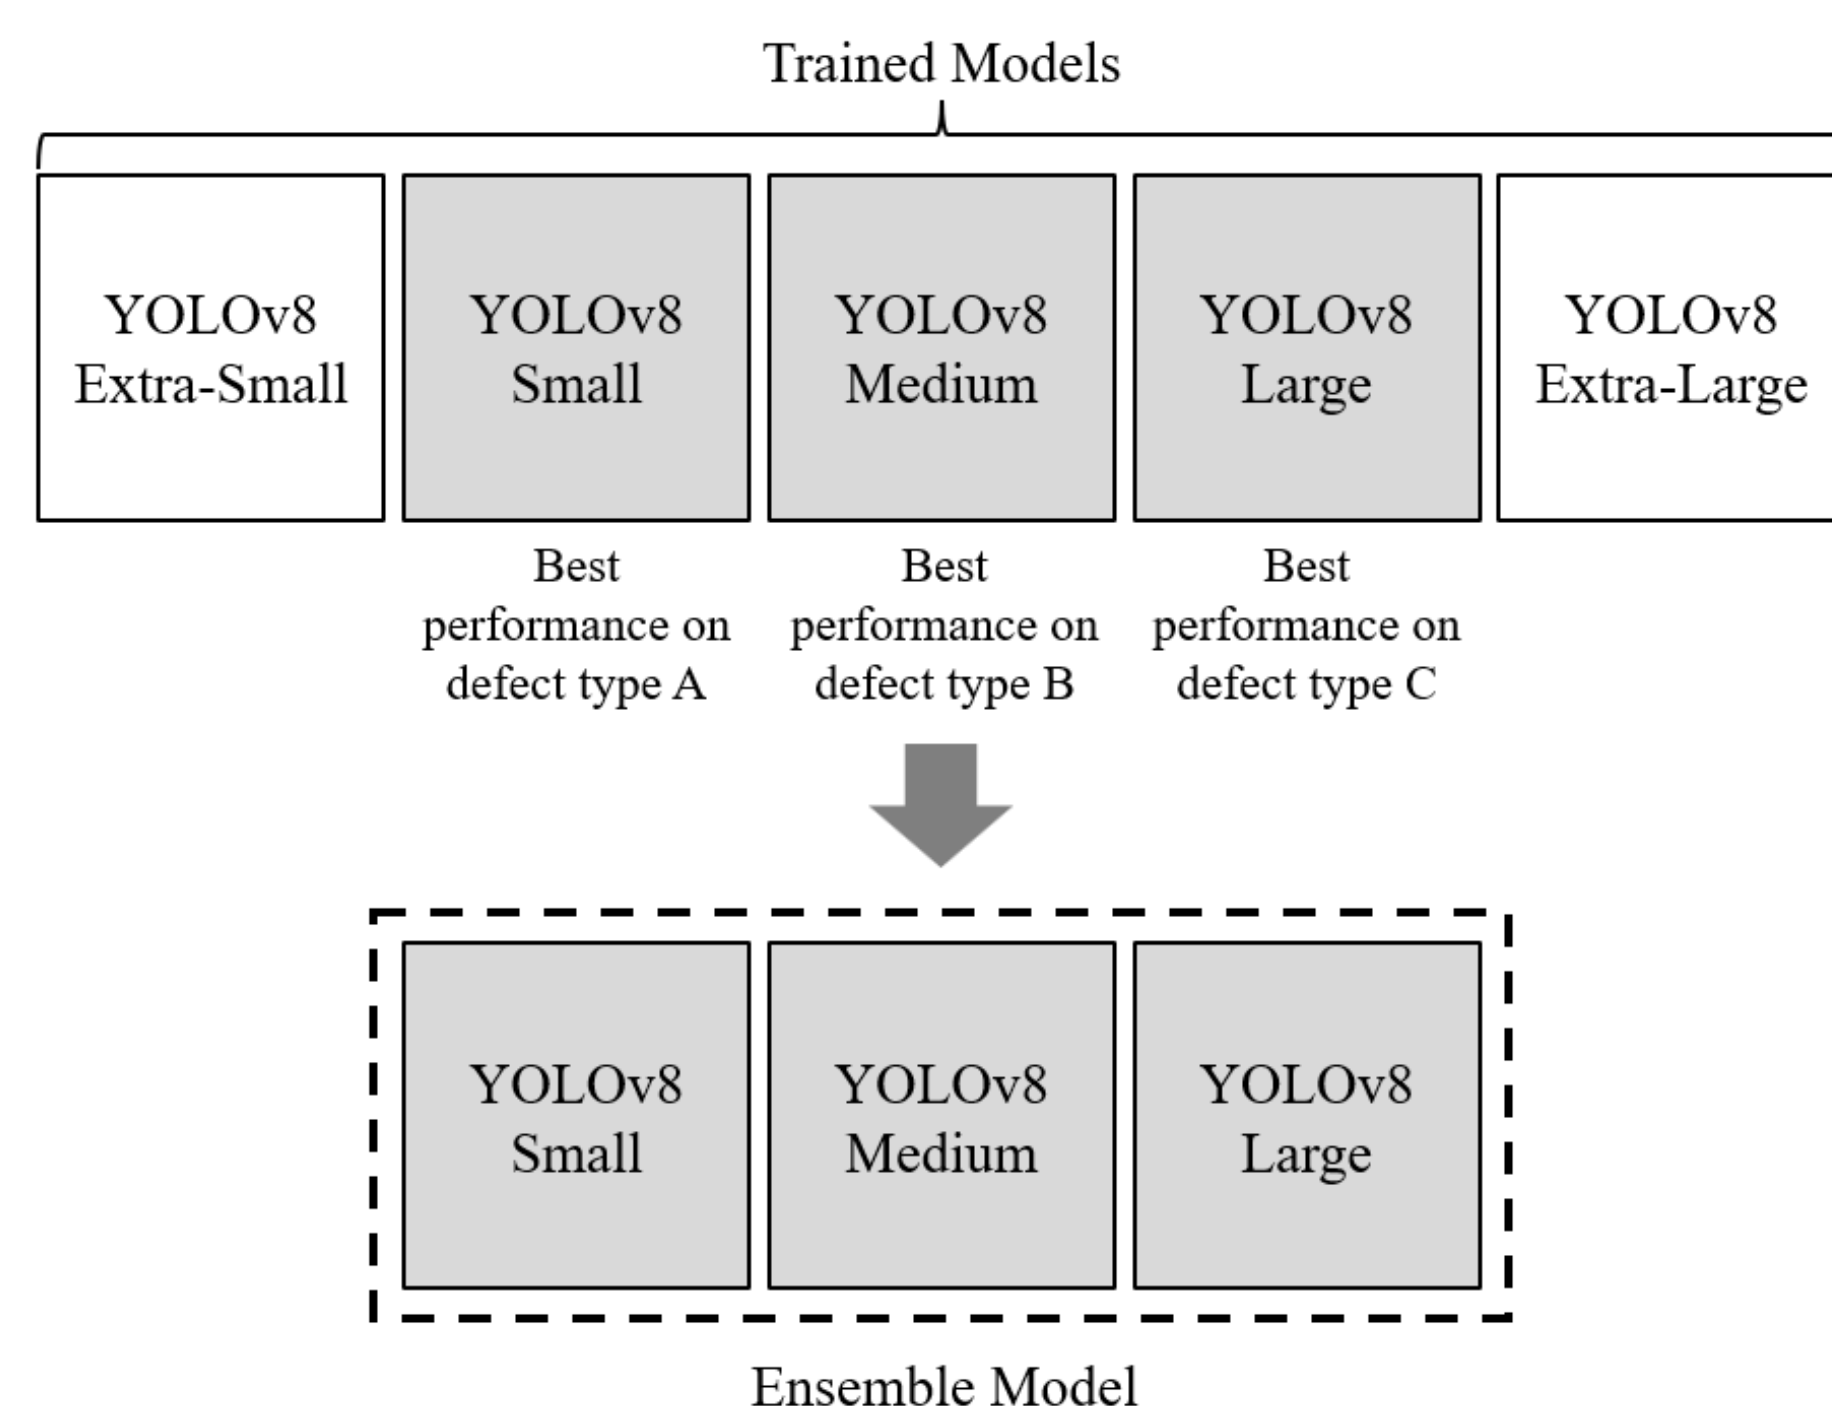 Trained Models
YOLOv8
Extra-Small
YOLOv8
Small
YOLOv8
Medium
YOLOv8
Large
YOLOv8
Extra-Large
Best
performance on
defect type A
Best
performance on
defect type B
Best
performance on
defect type C
YOLOv8
Small
YOLOv8
Medium
YOLOv8
Large
Ensemble Model